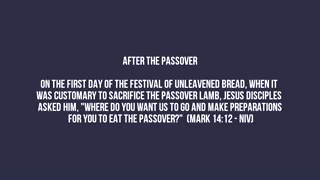 AFTER THE PASSOVER
ON THE FIRST DAY OF THE FESTIVAL OF UNLEAVENED BREAD, WHEN IT
WAS CUSTOMARY TO SACRIFICE THE PASSOVER LAMB, JESUS DISCIPLES
ASKED HIM, "WHERE DO YOU WANT US TO GO AND MAKE PREPARATIONS
FOR YOU TO EAT THE PASSOVER?" (MARK 14:12 - NIV)